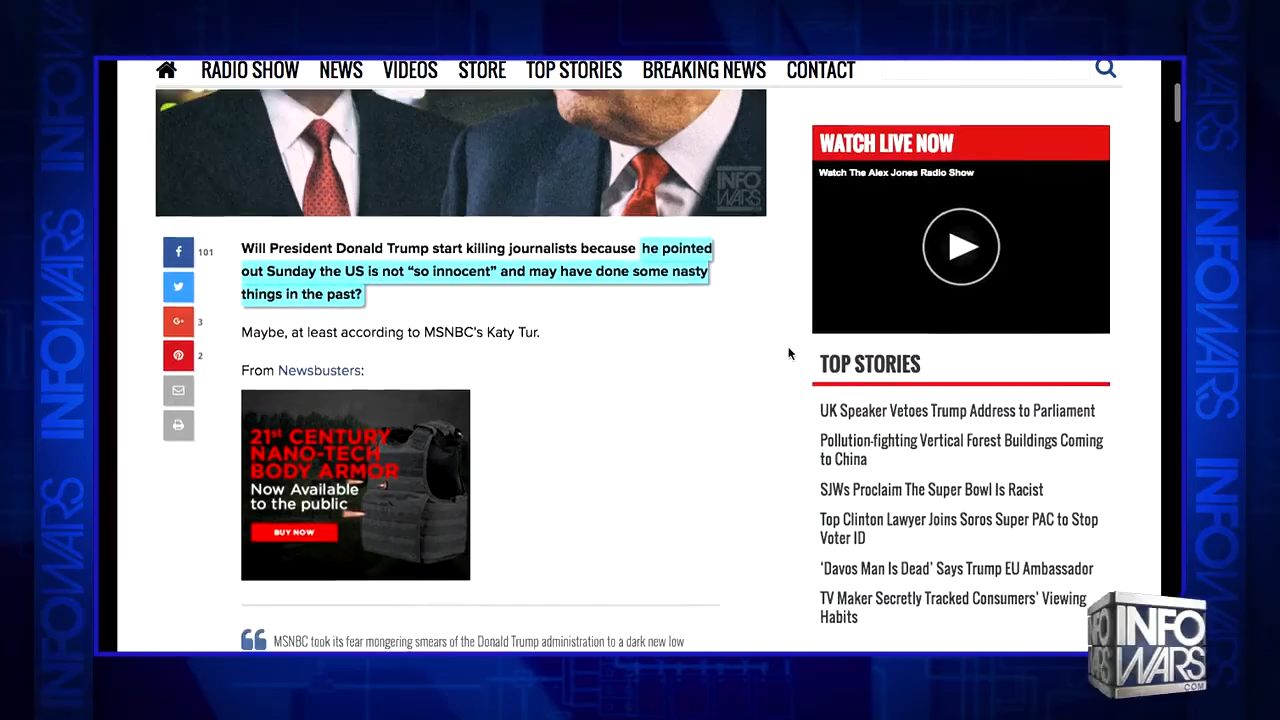 RADIO SHOW NEWS VIDEOS STORE TOP STORIES BREAKING NEWS CONTACT
INFO
WARS
101
3
2
Will President Donald Trump start killing journalists because he pointed
out Sunday the US is not “so innocent” and may have done some nasty
things in the past?
Maybe, at least according to MSNBC’s Katy Tur.
From Newsbusters:
21st CENTURY
NANO-TECH
BODY ARMOR
Now Available
to the public
BUY NOW
MSNBC took its fear mongering smears of the Donald Trump administration to a dark new low
WATCH LIVE NOW
Watch The Alex Jones Radio Show
TOP STORIES
UK Speaker Vetoes Trump Address to Parliament
Pollution-fighting Vertical Forest Buildings Coming
to China
SJWs Proclaim The Super Bowl Is Racist
Top Clinton Lawyer Joins Soros Super PAC to Stop
Voter ID
‘Davos Man Is Dead’ Says Trump EU Ambassador
TV Maker Secretly Tracked Consumers’ Viewing
Habits
INFO
WARS
.COM
INFOWARS
INFOWARS